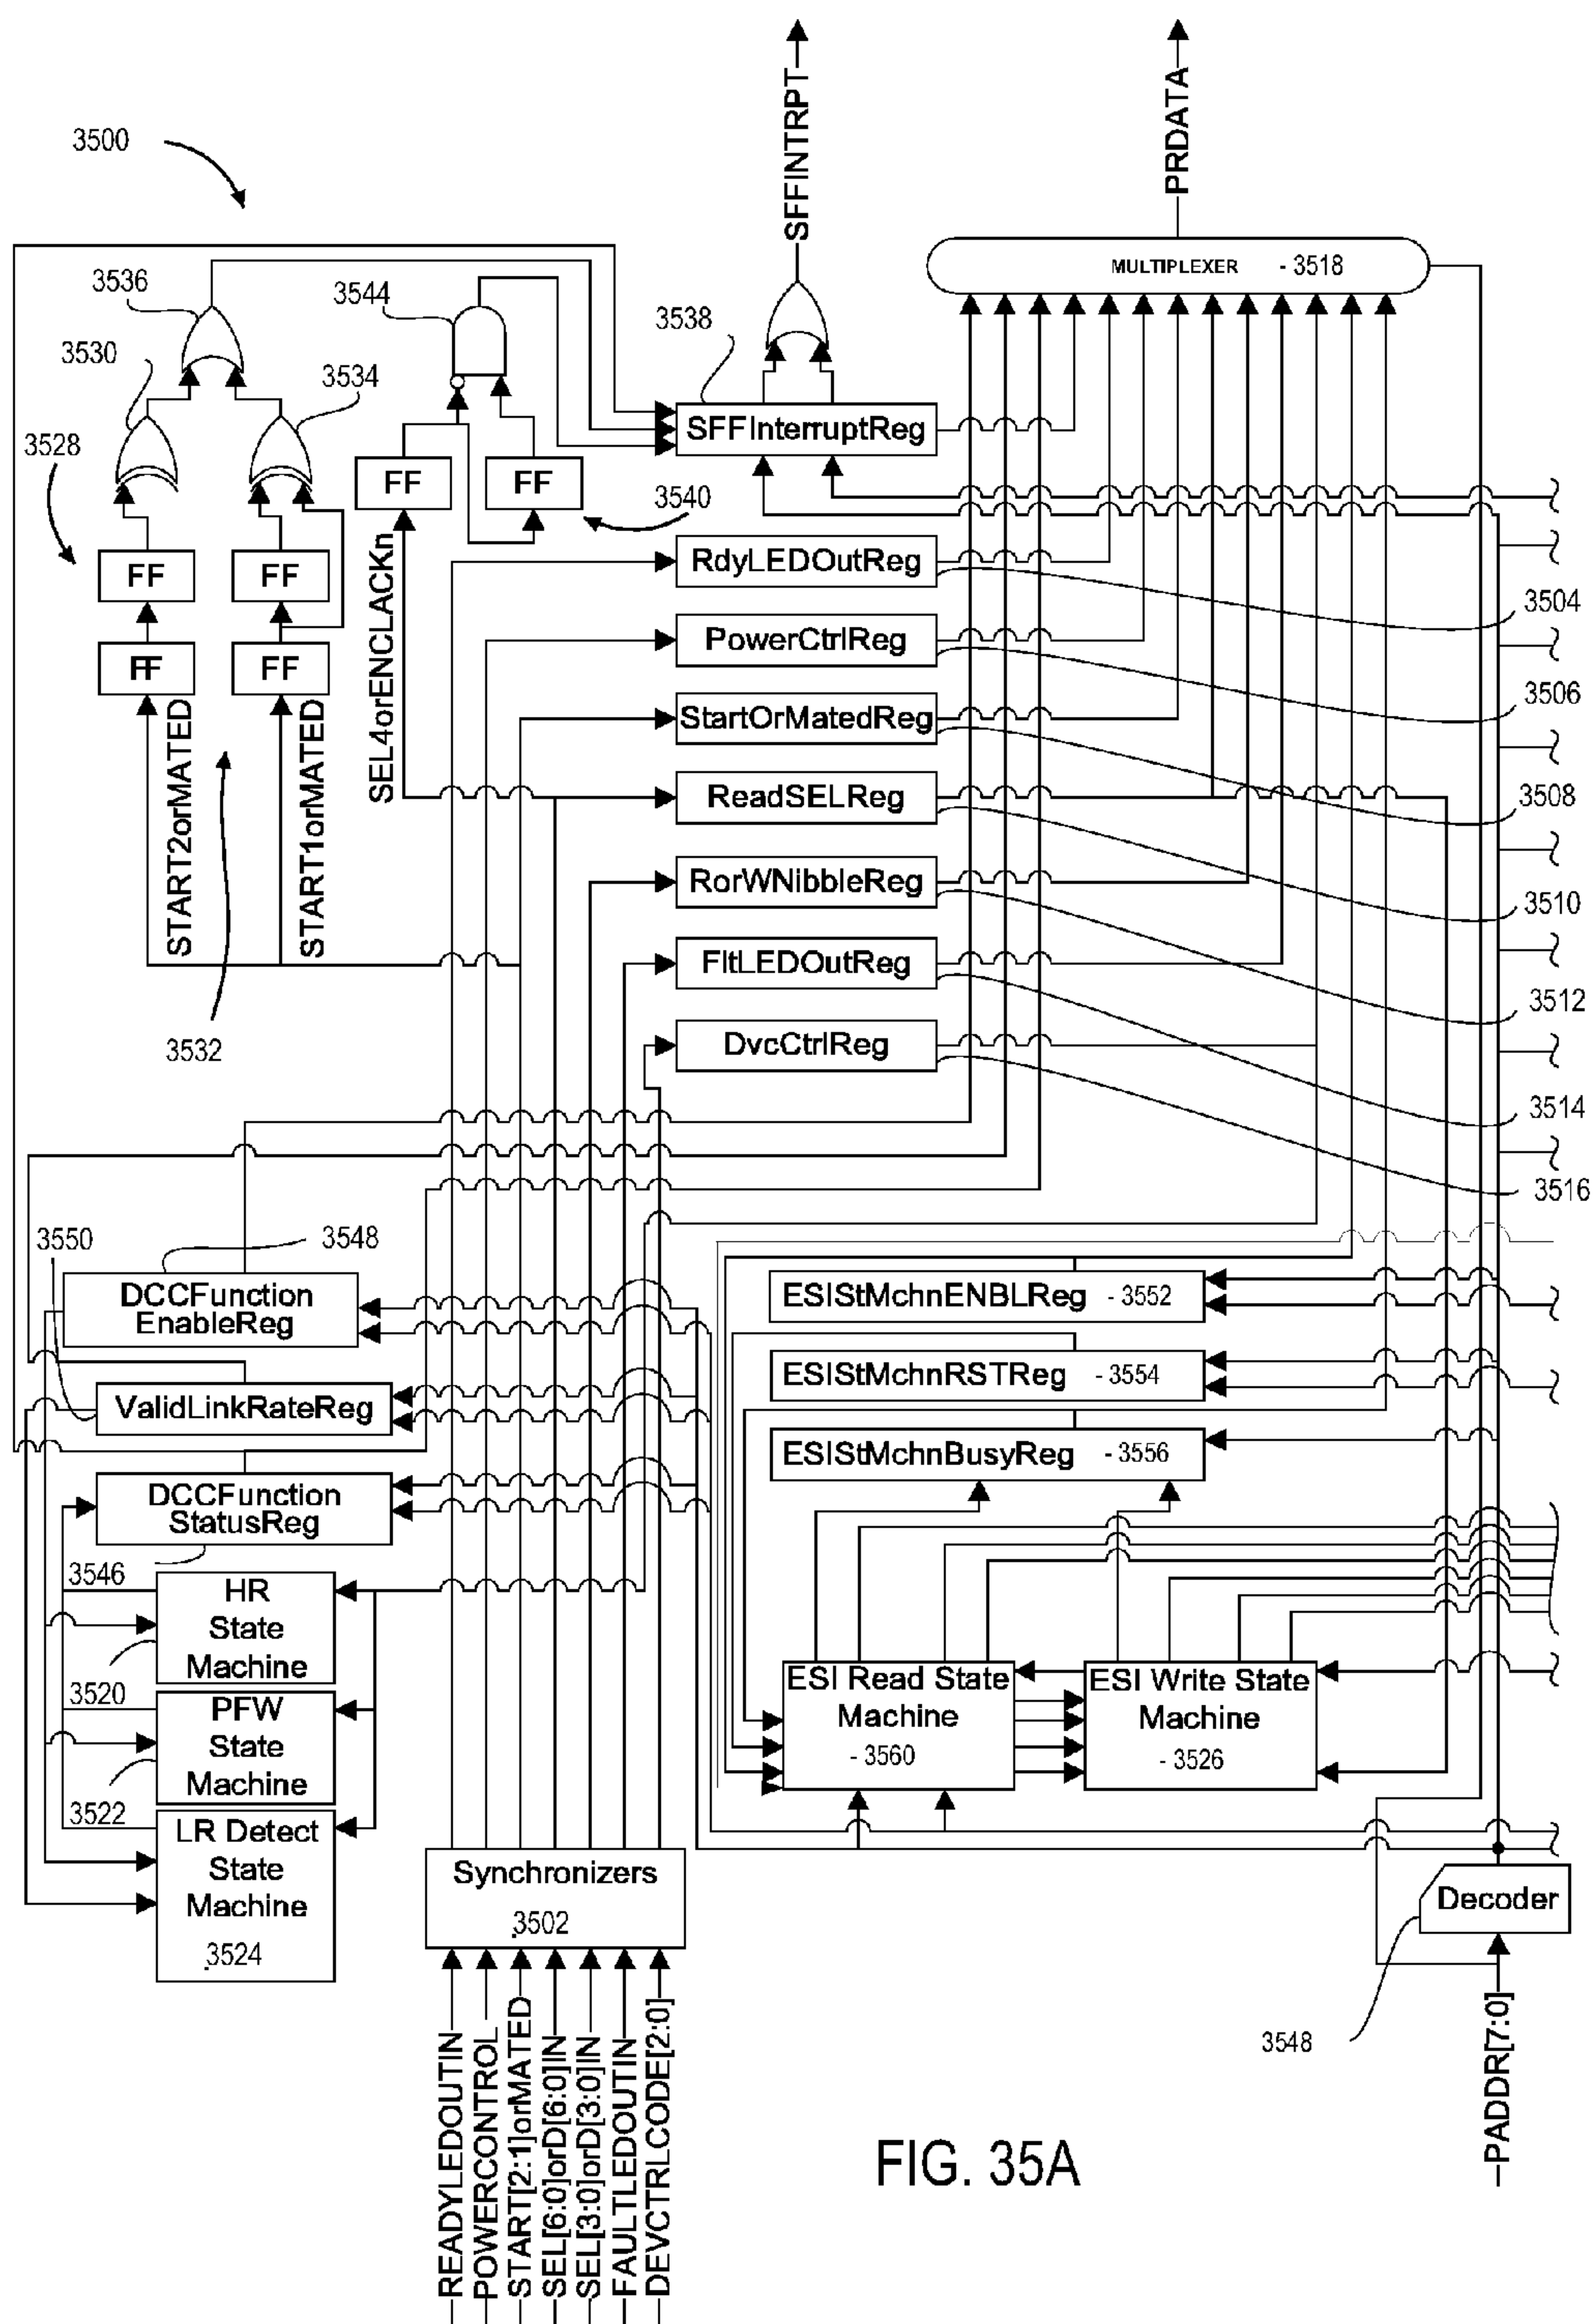 SFFINTRPT
PRDATA
3500
MULTIPLEXER - 3518
3536
3544
3538
3530
3534
SFFInterruptReg
3528
FF
FF
3540
SEL4orENCLACKn
RdyLEDOutReg
FF
FF
3504
PowerCtrlReg
FF
FF
3506
START2orMATED
START1orMATED
StartOrMatedReg
3508
ReadSELReg
3510
RorWNibbleReg
3512
FltLEDOutReg
3532
DvcCtrlReg
3514
3516
3550
3548
DCCFunction
EnableReg
ESIStMchnENBLReg - 3552
ValidLinkRateReg
ESIStMchnRSTReg - 3554
ESIStMchnBusyReg - 3556
DCCFunction
StatusReg
3546
HR
State
Machine
3520
PFW
State
Machine
3522
LR Detect
State
Machine
3524
ESI Read State
Machine
- 3560
ESI Write State
Machine
- 3526
Synchronizers
3502
Decoder
3548
READYLEDOUTIN
POWERCONTROL
START[2:1]orMATED
SEL[6:0]orD[6:0]IN
SEL[3:0]orD[3:0]IN
FAULTLEDOUTIN
DEVCTRLCODE[2:0]
PADDR[7:0]
FIG. 35A